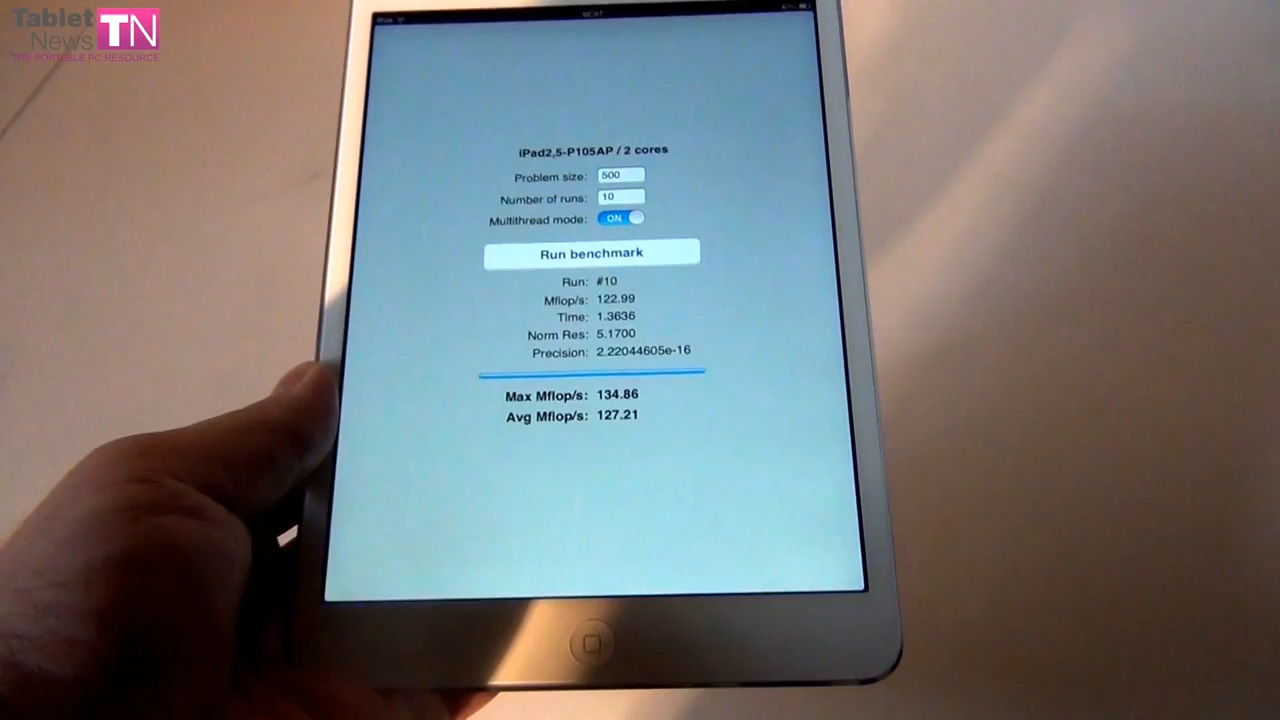 Tablet
News TN
THE PORTABLE PC RESOURCE
iPad
iPad2,5-P105AP / 2 cores
Problem size: 500
Number of runs: 10
Multithread mode: ON
Run benchmark
Run: #10
Mflop/s: 122.99
Time: 1.3636
Norm Res: 5.1700
Precision: 2.22044605e-16
Max Mflop/s: 134.86
Avg Mflop/s: 127.21